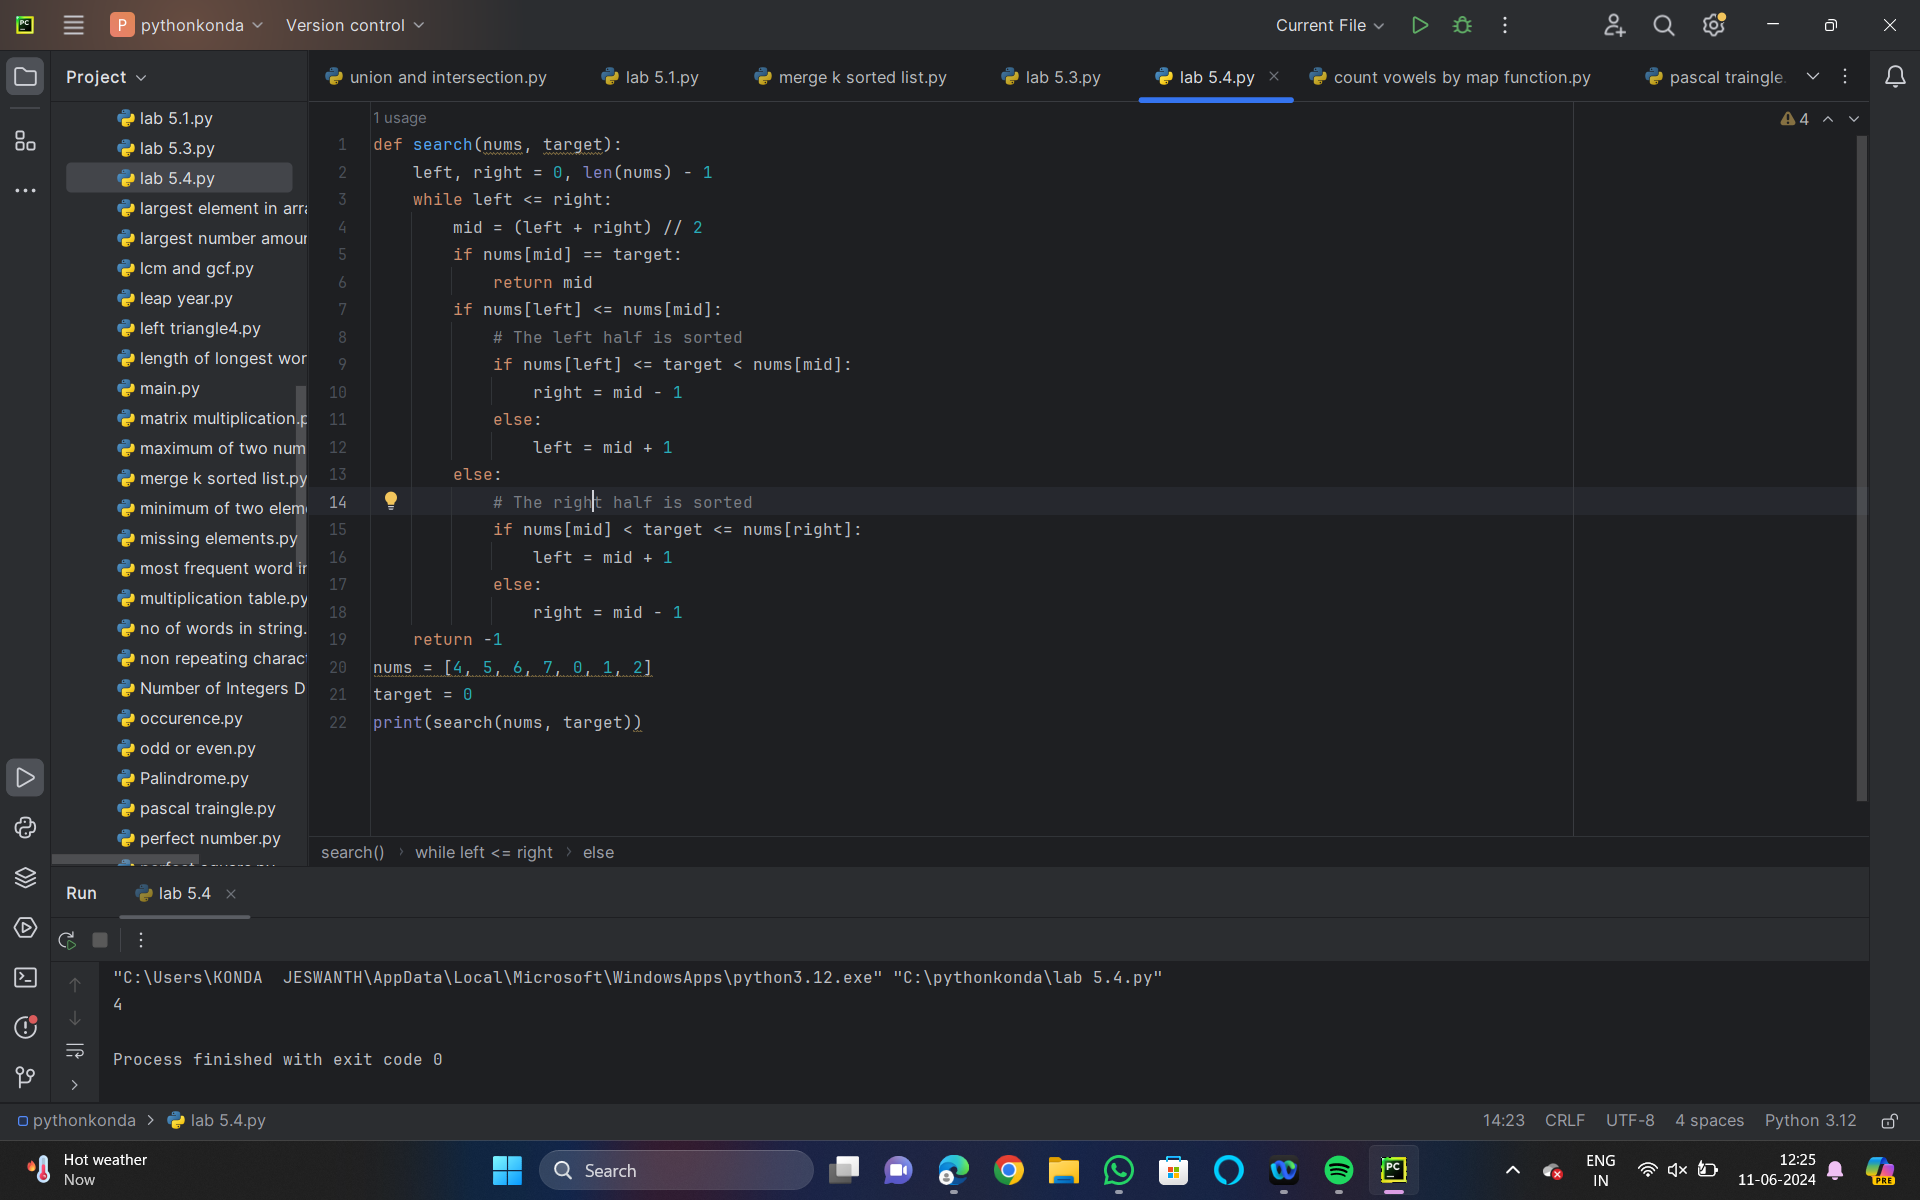 P pythonkonda Version control Current File
Project
union and intersection.py lab 5.1.py merge k sorted list.py lab 5.3.py lab 5.4.py count vowels by map function.py pascal traingle.
lab 5.1.py
lab 5.3.py
lab 5.4.py
largest element in arra
largest number amour
lcm and gcf.py
leap year.py
left triangle4.py
length of longest wor
main.py
matrix multiplication.p
maximum of two num
merge k sorted list.py
minimum of two elem
missing elements.py
most frequent word in
multiplication table.py
no of words in string.
non repeating charact
Number of Integers D
occurence.py
odd or even.py
Palindrome.py
pascal traingle.py
perfect number.py
1 usage
4
1 def search(nums, target):
2 left, right = 0, len(nums) - 1
3 while left <= right:
4 mid = (left + right) // 2
5 if nums[mid] == target:
6 return mid
7 if nums[left] <= nums[mid]:
8 # The left half is sorted
9 if nums[left] <= target < nums[mid]:
10 right = mid - 1
11 else:
12 left = mid + 1
13 else:
14 # The right half is sorted
15 if nums[mid] < target <= nums[right]:
16 left = mid + 1
17 else:
18 right = mid - 1
19 return -1
20 nums = [4, 5, 6, 7, 0, 1, 2]
21 target = 0
22 print(search(nums, target))
search() › while left <= right › else
Run lab 5.4
"C:\Users\KONDA  JESWANTH\AppData\Local\Microsoft\WindowsApps\python3.12.exe" "C:\pythonkonda\lab 5.4.py"
4
Process finished with exit code 0
pythonkonda > lab 5.4.py 14:23 CRLF UTF-8 4 spaces Python 3.12
Hot weather
Now
Search
ENG
IN
12:25
11-06-2024
PRE